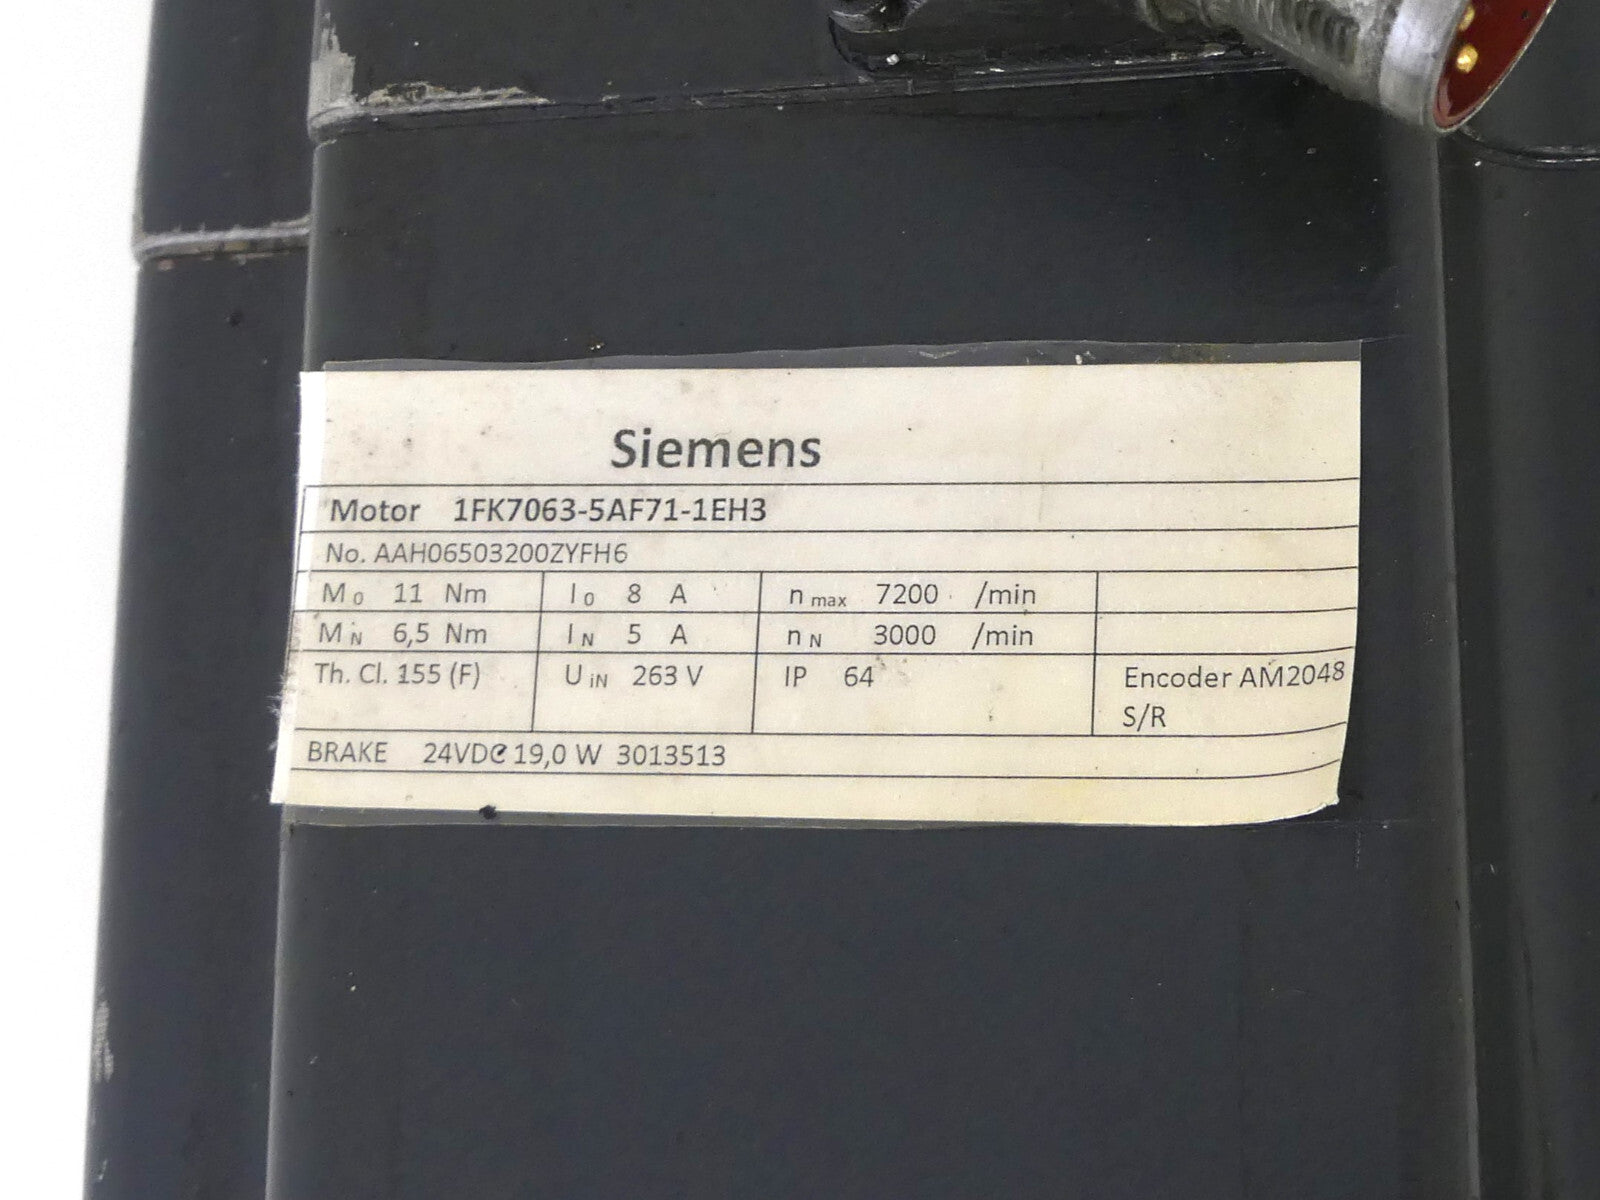 Siemens
Motor 1FK7063-5AF71-1EH3
No. AAH06503200ZYFH6
M0 11 Nm I0 8 A nmax 7200 /min
MN 6,5 Nm IN 5 A nN 3000 /min
Th. Cl. 155 (F) UiN 263 V IP 64 Encoder AM2048
S/R
BRAKE 24VDC 19,0 W 3013513